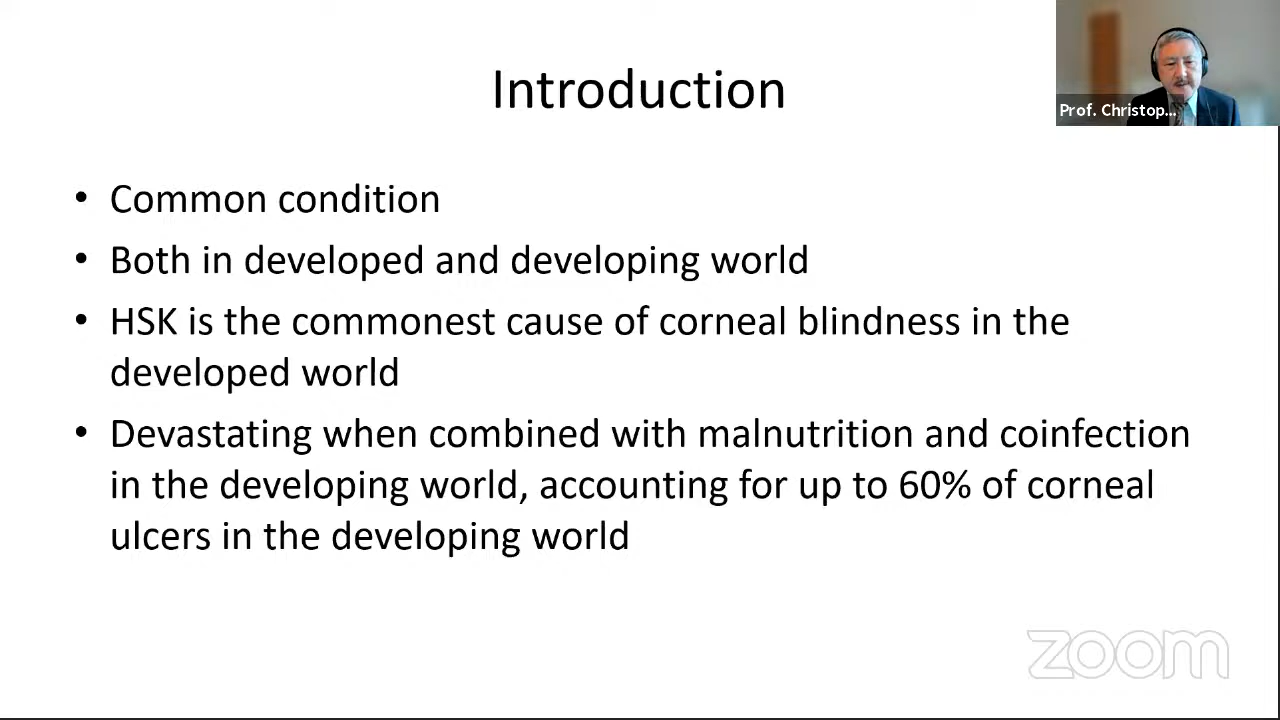 Introduction
Prof. Christop...
• Common condition
• Both in developed and developing world
• HSK is the commonest cause of corneal blindness in the
developed world
• Devastating when combined with malnutrition and coinfection
in the developing world, accounting for up to 60% of corneal
ulcers in the developing world
zoom